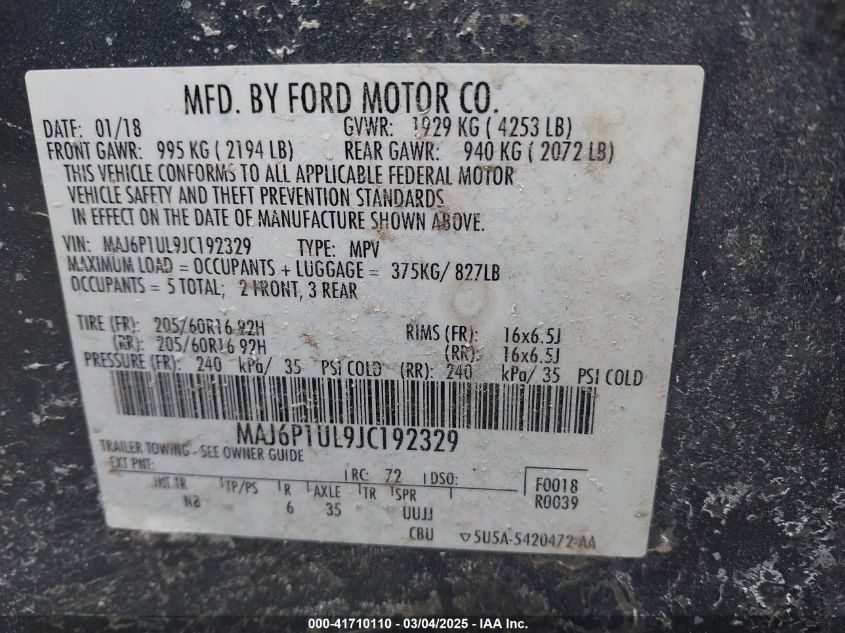 MFD. BY FORD MOTOR CO.
DATE: 01/18 GVWR: 1929 KG ( 4253 LB)
FRONT GAWR: 995 KG ( 2194 LB) REAR GAWR: 940 KG ( 2072 LB)
THIS VEHICLE CONFORMS TO ALL APPLICABLE FEDERAL MOTOR
VEHICLE SAFETY AND THEFT PREVENTION STANDARDS
IN EFFECT ON THE DATE OF MANUFACTURE SHOWN ABOVE.
VIN: MAJ6P1UL9JC192329 TYPE: MPV
MAXIMUM LOAD = OCCUPANTS + LUGGAGE = 375KG/ 827LB
OCCUPANTS = 5 TOTAL; 2 FRONT, 3 REAR
TIRE (FR): 205/60R16 92H RIMS (FR): 16x6.5J
(RR): 205/60R16 92H (RR): 16x6.5J
PRESSURE (FR): 240 kPa/ 35 PSI COLD (RR): 240 kPa/ 35 PSI COLD
MAJ6P1UL9JC192329
TRAILER TOWING - SEE OWNER GUIDE
EXT PNT: RC: 72 DSO: F0018
INT TR TP/PS R AXLE TR SPR R0039
NB 6 35 UUJJ
CBU ▽5U5A-5420472-AA
000-41710110 - 03/04/2025 - IAA Inc.